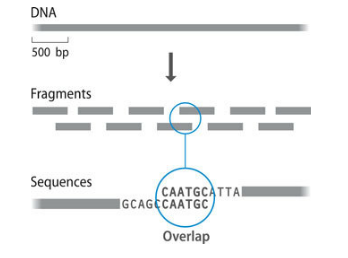 DNA
500 bp
Fragments
Sequences
CAATGCATTA
GCAGCCAATGC
Overlap